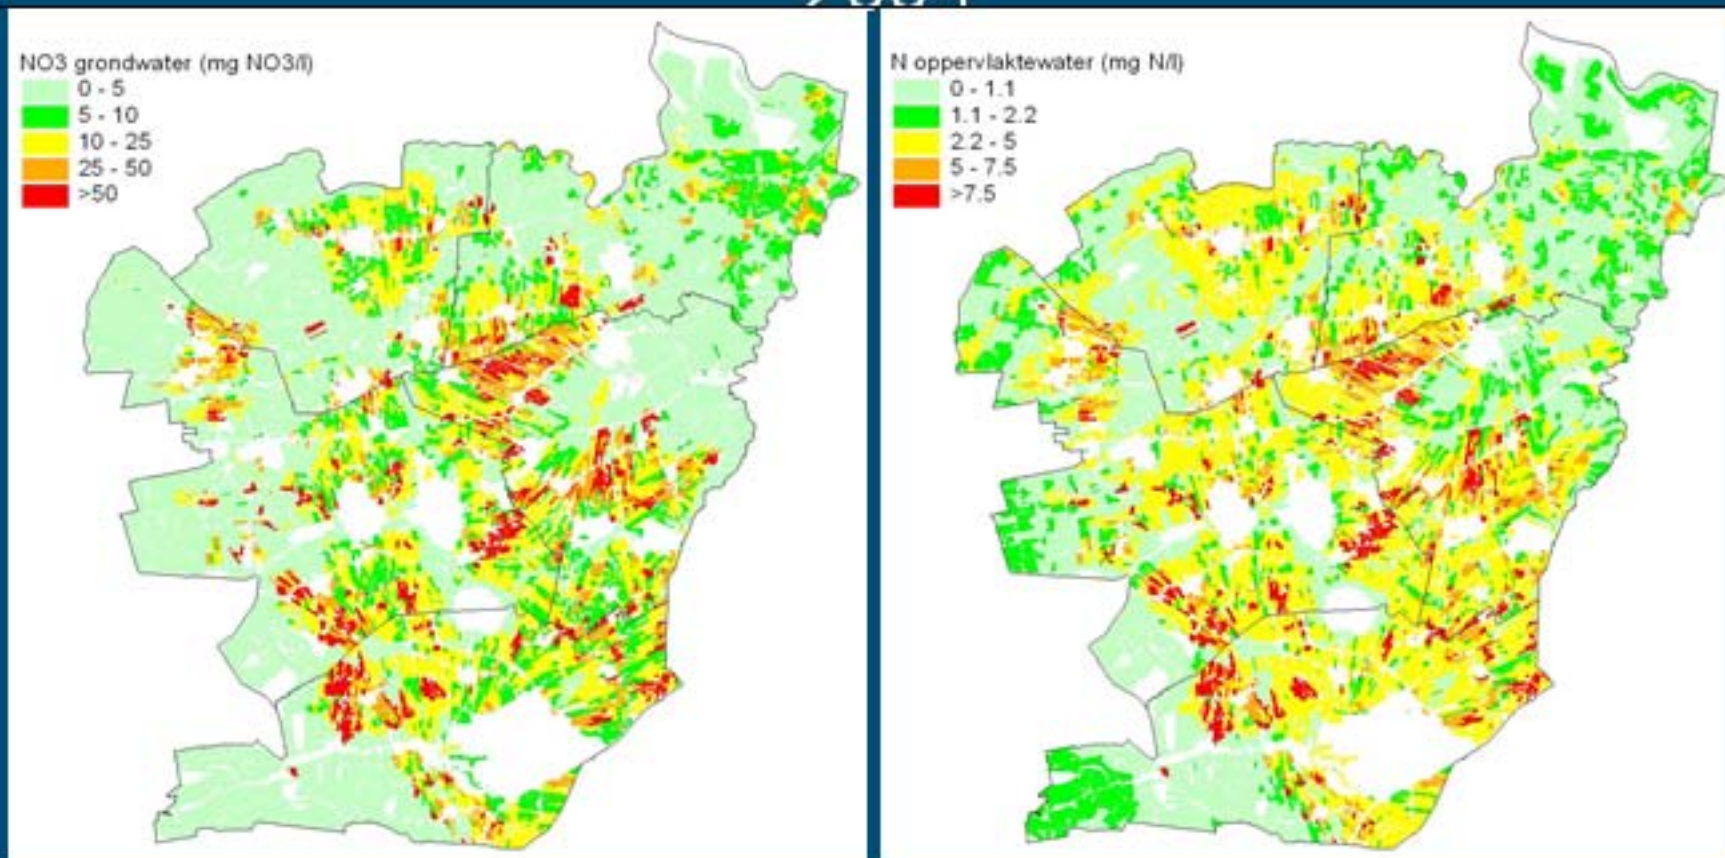 NO3 grondwater (mg NO3/l)
0 - 5
5 - 10
10 - 25
25 - 50
>50
N oppervlaktewater (mg N/l)
0 - 1.1
1.1 - 2.2
2.2 - 5
5 - 7.5
>7.5